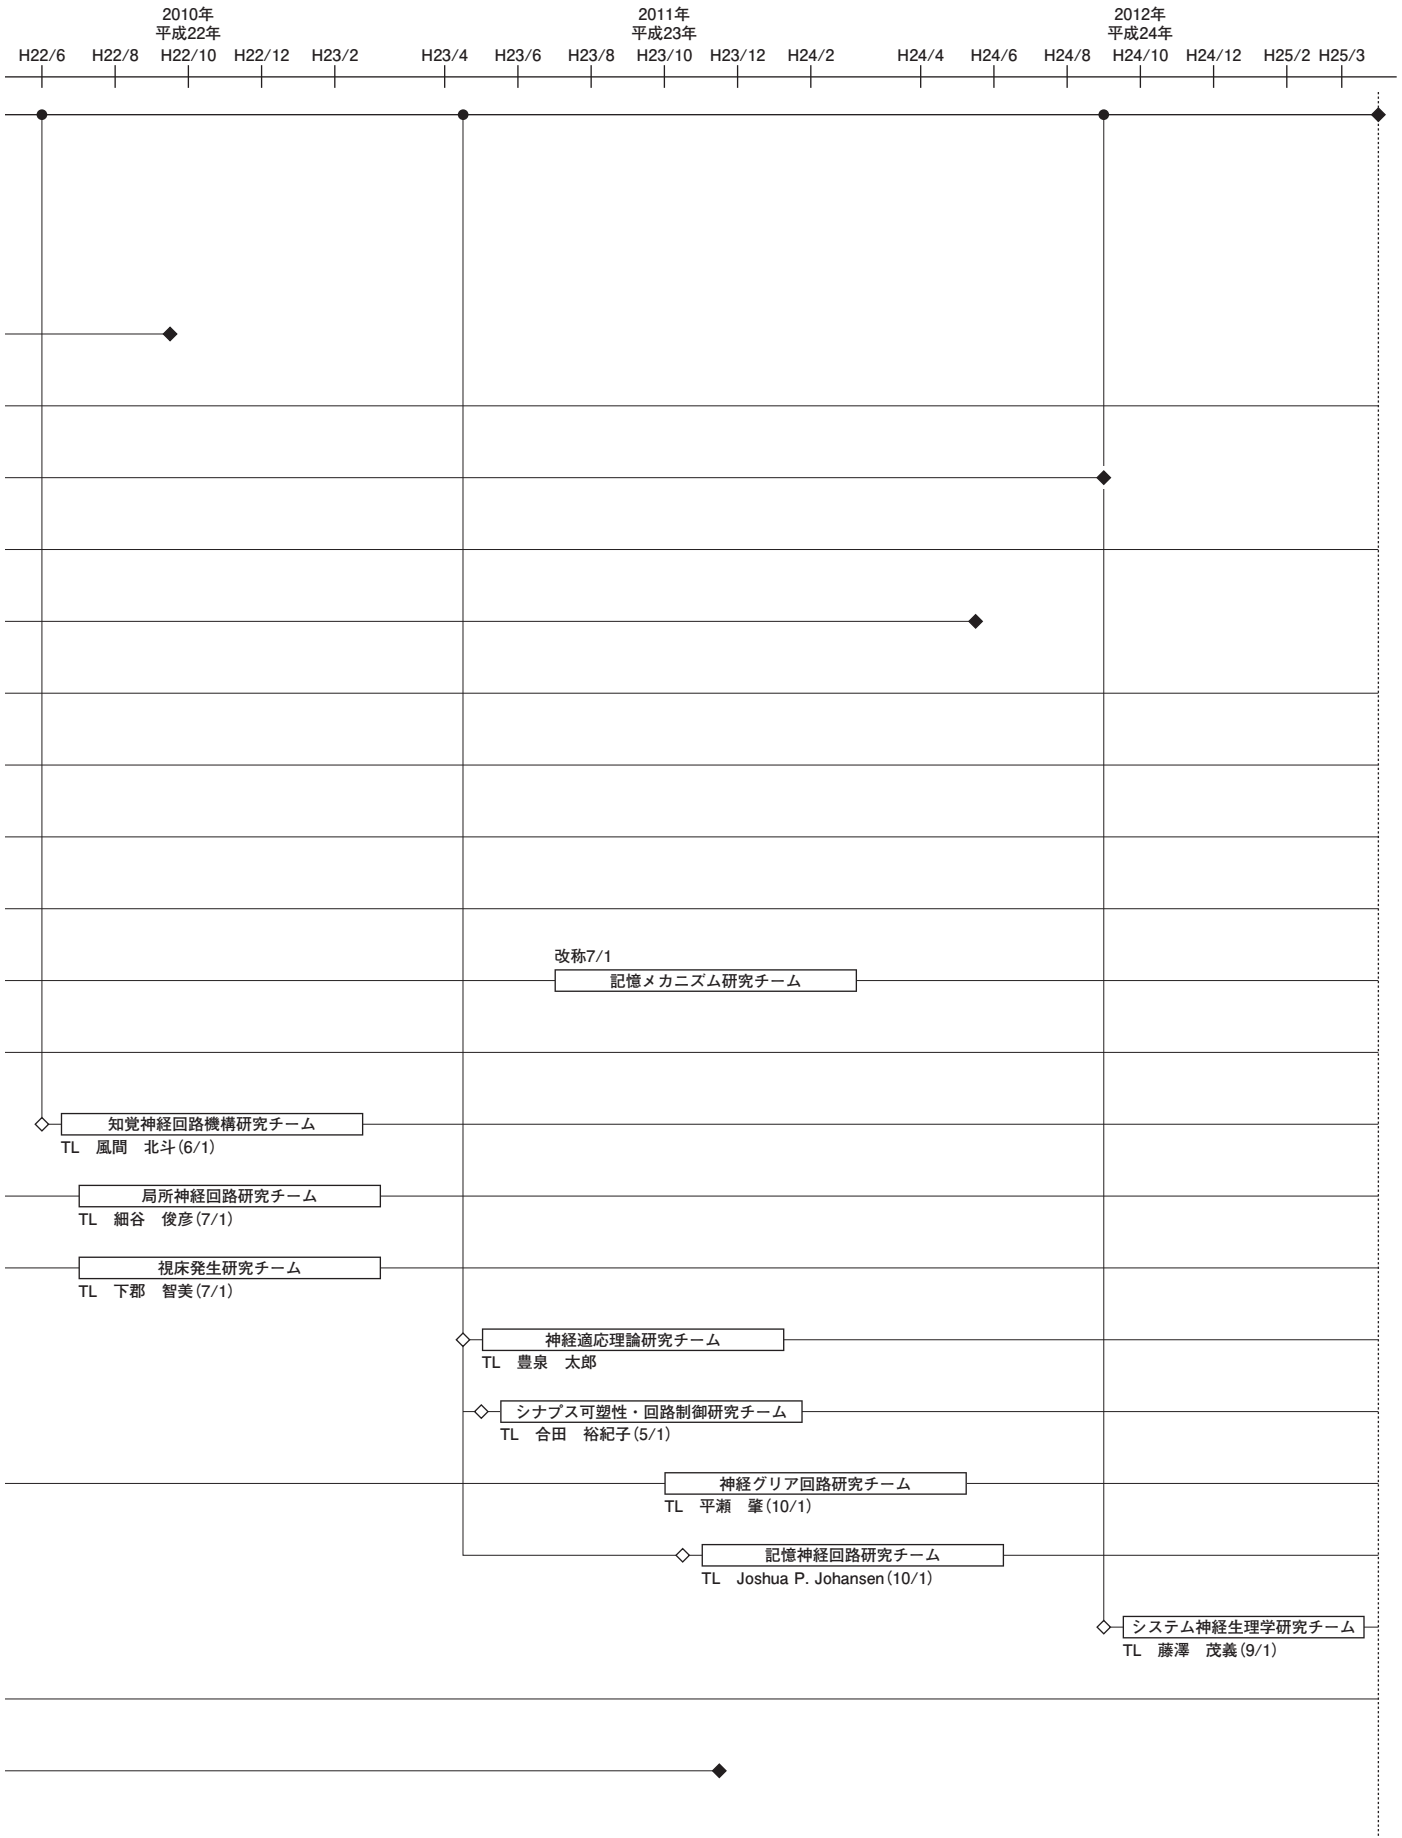 2010年
平成22年
2011年
平成23年
2012年
平成24年
H22/6 H22/8 H22/10 H22/12 H23/2 H23/4 H23/6 H23/8 H23/10 H23/12 H24/2 H24/4 H24/6 H24/8 H24/10 H24/12 H25/2 H25/3
改称7/1
記憶メカニズム研究チーム
知覚神経回路機構研究チーム
TL 風間 北斗(6/1)
局所神経回路研究チーム
TL 細谷 俊彦(7/1)
視床発生研究チーム
TL 下郡 智美(7/1)
神経適応理論研究チーム
TL 豊泉 太郎
シナプス可塑性・回路制御研究チーム
TL 合田 裕紀子(5/1)
神経グリア回路研究チーム
TL 平瀬 肇(10/1)
記憶神経回路研究チーム
TL Joshua P. Johansen(10/1)
システム神経生理学研究チーム
TL 藤澤 茂義(9/1)